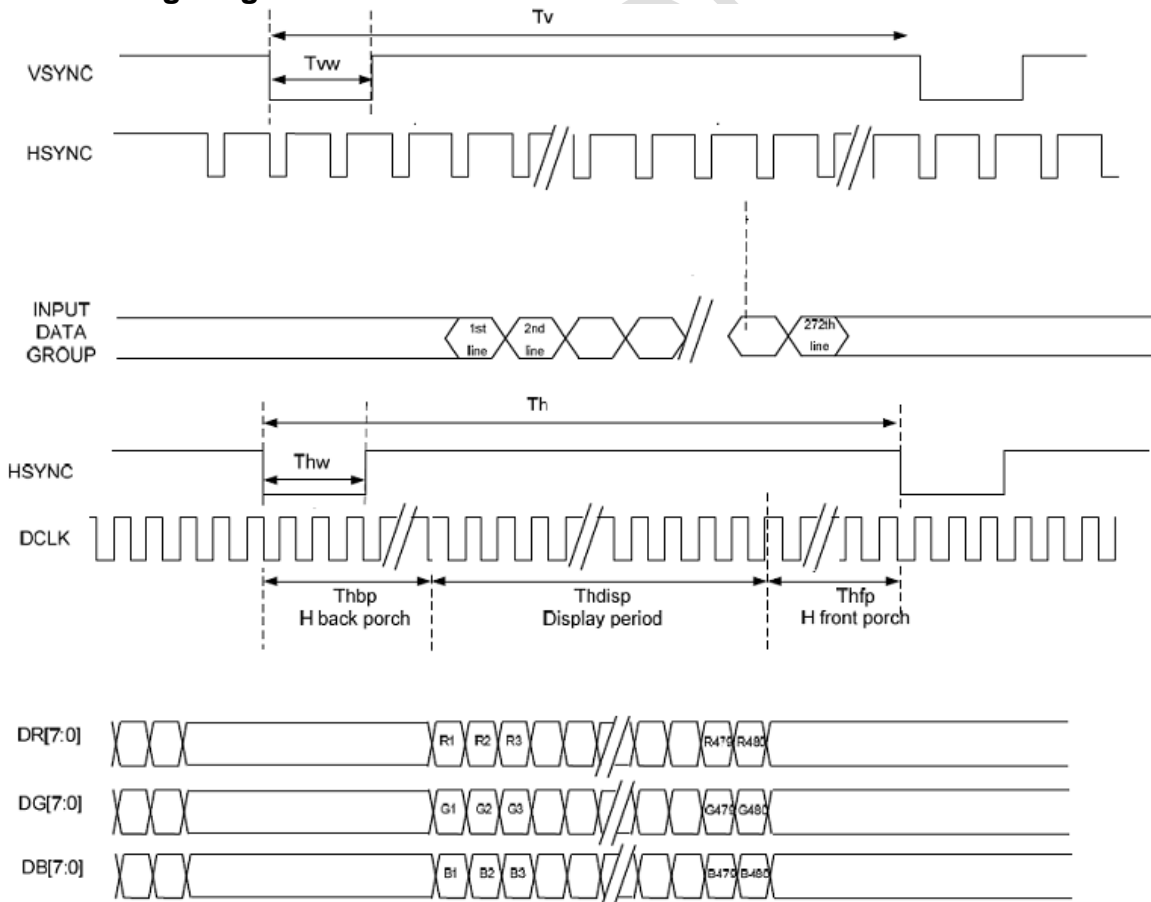 Tv
Tvw
VSYNC
HSYNC
INPUT
DATA
GROUP
1st
line
2nd
line
272th
line
Th
Thw
HSYNC
DCLK
Thbp
H back porch
Thdisp
Display period
Thfp
H front porch
DR[7:0] R1 R2 R3 R479 R480
DG[7:0] G1 G2 G3 G479 G480
DB[7:0] B1 B2 B3 B479 B480